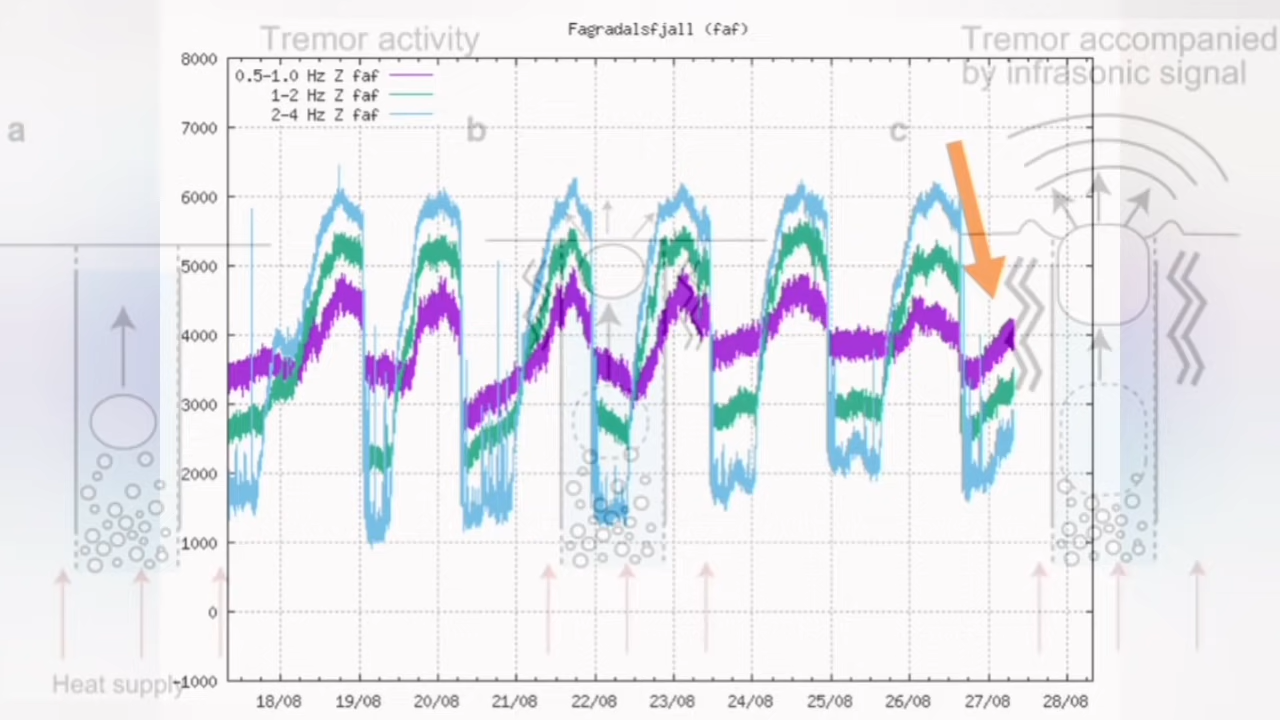 Fagradalsfjall (faf)
Tremor activity
Tremor accompanied
by infrasonic signal
8000
0.5-1.0 Hz Z faf
1-2 Hz Z faf
2-4 Hz Z faf
a
b
c
7000
6000
5000
4000
3000
2000
1000
0
-1000
Heat supply
18/08 19/08 20/08 21/08 22/08 23/08 24/08 25/08 26/08 27/08 28/08